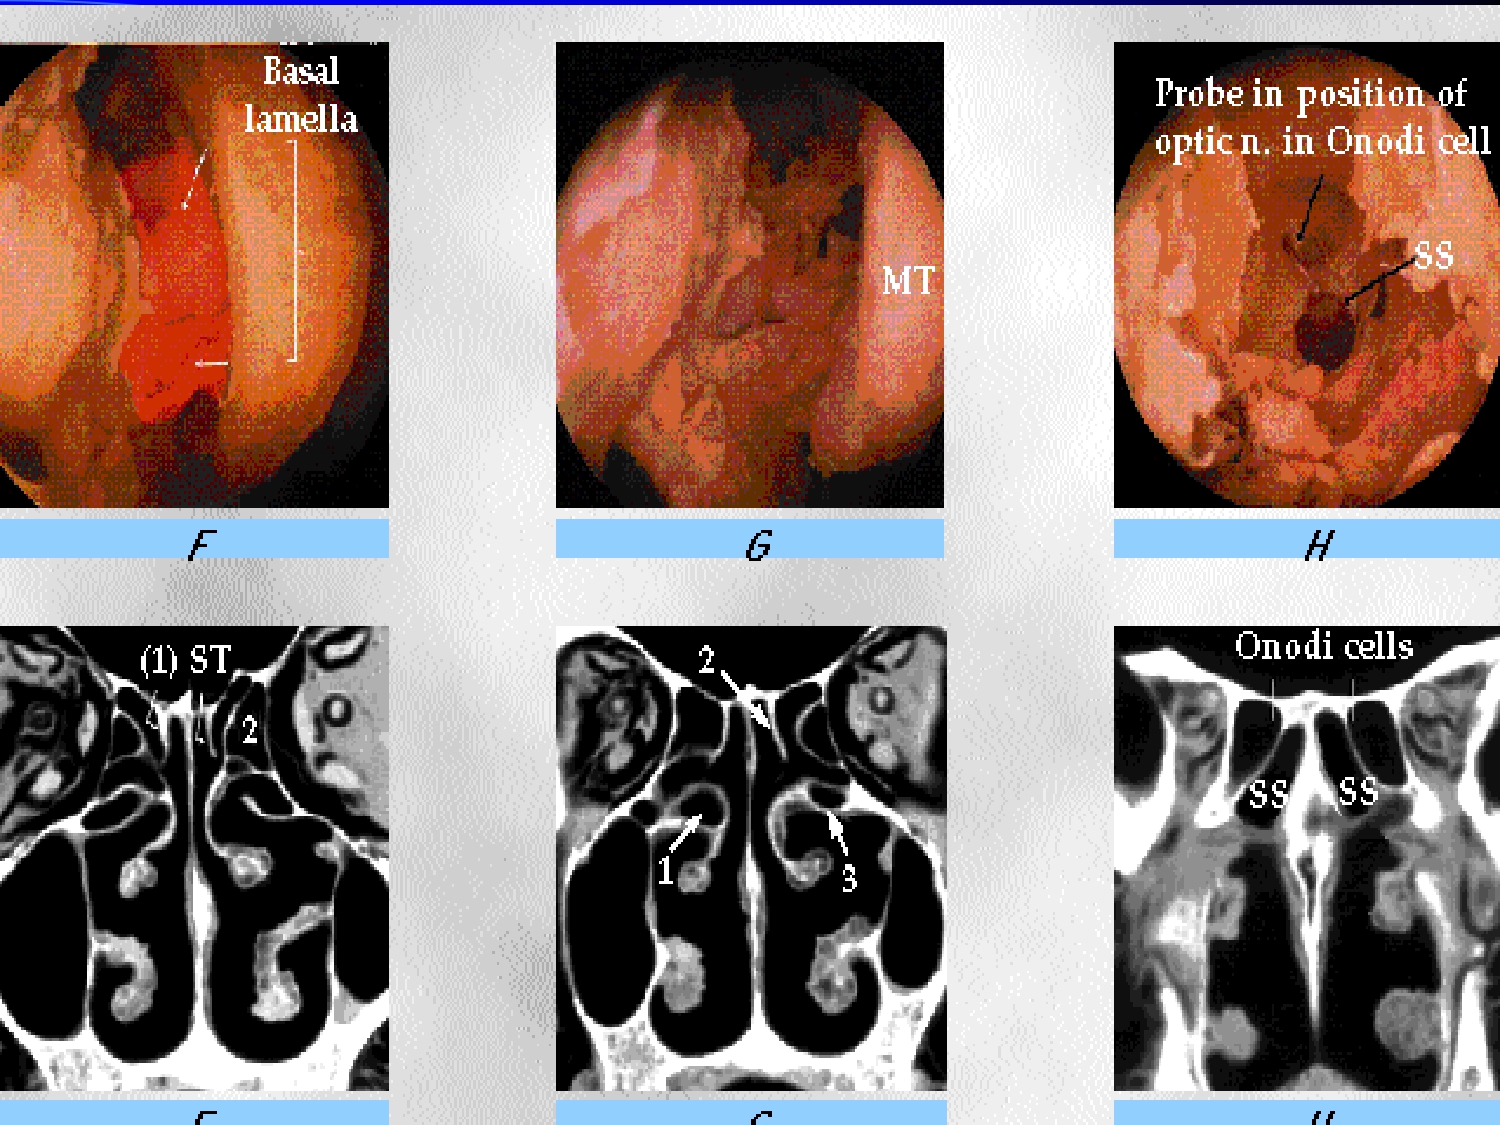 Basal
lamella
MT
Probe in position of
optic n. in Onodi cell
SS
F
G
H
(1) ST
2
2
1
3
Onodi cells
SS
SS